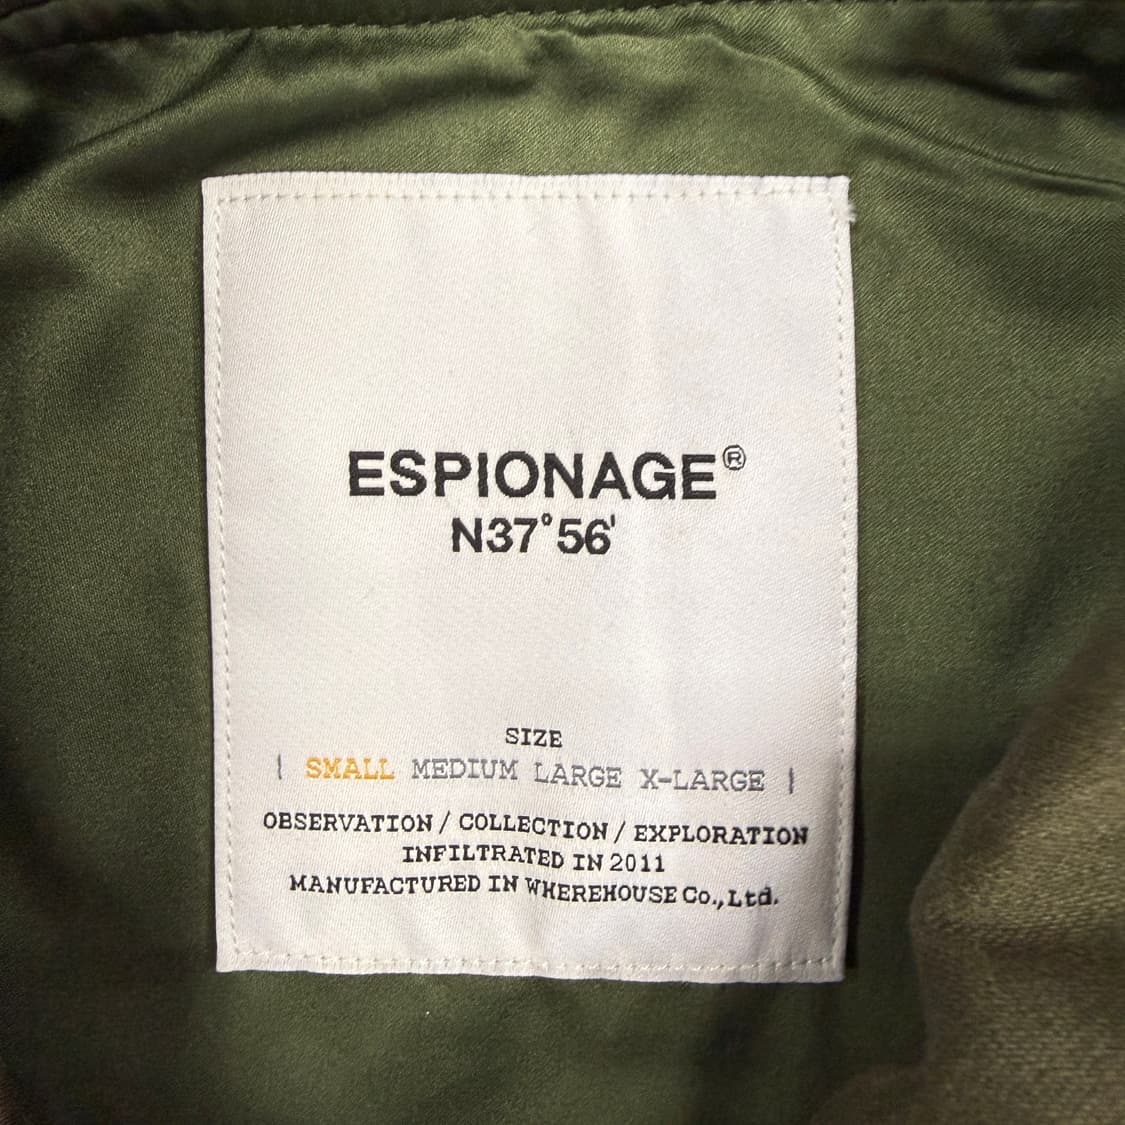 ESPIONAGE®
N37°56'
SIZE
| SMALL MEDIUM LARGE X-LARGE |
OBSERVATION / COLLECTION / EXPLORATION
INFILTRATED IN 2011
MANUFACTURED IN WHEREHOUSE Co.,Ltd.